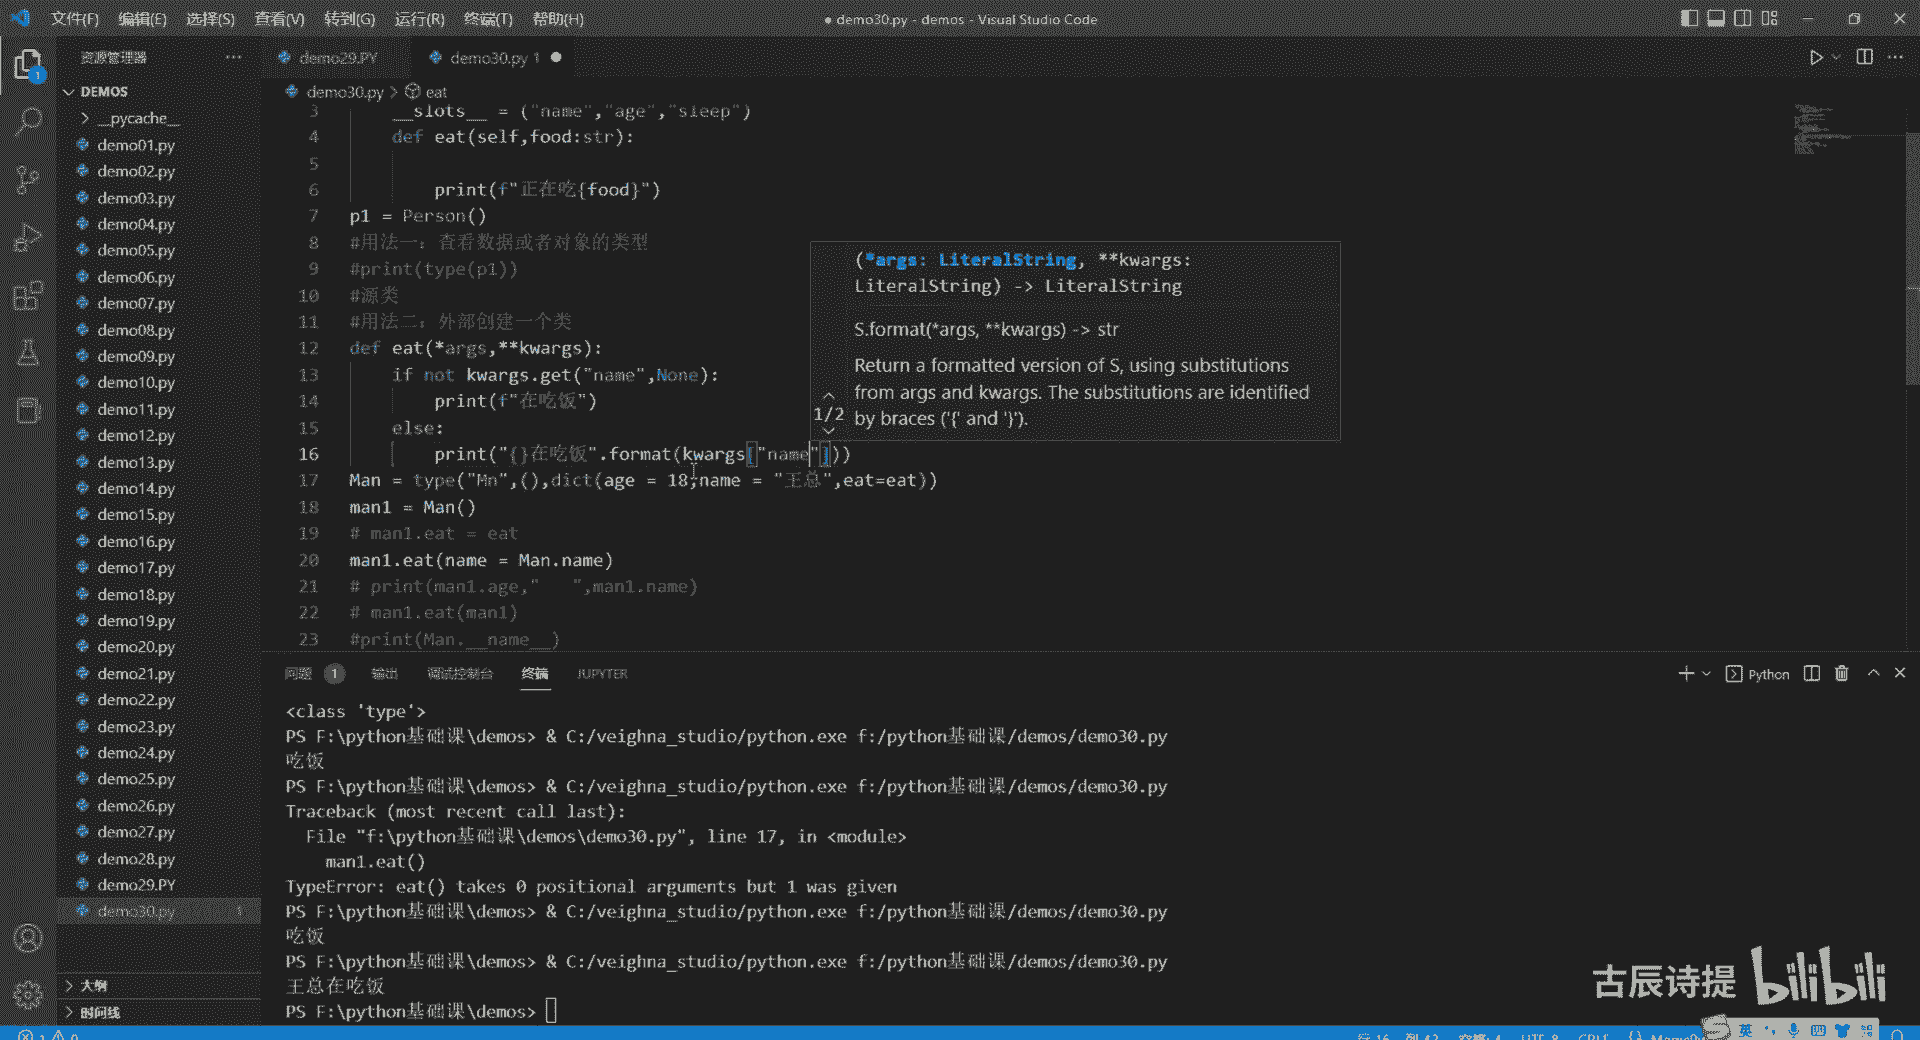 文件(F) 编辑(E) 选择(S) 查看(V) 转到(G) 运行(R) 终端(T) 帮助(H)
● demo30.py - demos - Visual Studio Code
资源管理器
demo29.PY
demo30.py 1
DEMOS
demo30.py > eat
__pycache__
demo01.py
demo02.py
demo03.py
demo04.py
demo05.py
demo06.py
demo07.py
demo08.py
demo09.py
demo10.py
demo11.py
demo12.py
demo13.py
demo14.py
demo15.py
demo16.py
demo17.py
demo18.py
demo19.py
demo20.py
demo21.py
demo22.py
demo23.py
demo24.py
demo25.py
demo26.py
demo27.py
demo28.py
demo29.PY
demo30.py 1
大纲
时间线
3 __slots__ = ("name","age","sleep")
4 def eat(self,food:str):
5
6 print(f"正在吃{food}")
7 p1 = Person()
8 #用法一：查看数据或者对象的类型
9 #print(type(p1))
10 #源类
11 #用法二：外部创建一个类
12 def eat(*args,**kwargs):
13 if not kwargs.get("name",None):
14 print(f"在吃饭")
15 else:
16 print("{}在吃饭".format(kwargs["name"]))
17 Man = type("Mn",(),dict(age = 18,name = "王总",eat=eat))
18 man1 = Man()
19 # man1.eat = eat
20 man1.eat(name = Man.name)
21 # print(man1.age,"   ",man1.name)
22 # man1.eat(man1)
23 #print(Man.__name__)
(*args: LiteralString, **kwargs:
LiteralString) -> LiteralString
S.format(*args, **kwargs) -> str
Return a formatted version of S, using substitutions
from args and kwargs. The substitutions are identified
by braces ('{' and '}').
1/2
问题 1 输出 调试控制台 终端 JUPYTER
Python
<class 'type'>
PS F:\python基础课\demos> & C:/veighna_studio/python.exe f:/python基础课/demos/demo30.py
吃饭
PS F:\python基础课\demos> & C:/veighna_studio/python.exe f:/python基础课/demos/demo30.py
Traceback (most recent call last):
File "f:\python基础课\demos\demo30.py", line 17, in <module>
man1.eat()
TypeError: eat() takes 0 positional arguments but 1 was given
PS F:\python基础课\demos> & C:/veighna_studio/python.exe f:/python基础课/demos/demo30.py
吃饭
PS F:\python基础课\demos> & C:/veighna_studio/python.exe f:/python基础课/demos/demo30.py
王总在吃饭
PS F:\python基础课\demos>
古辰诗提 bilibili
英